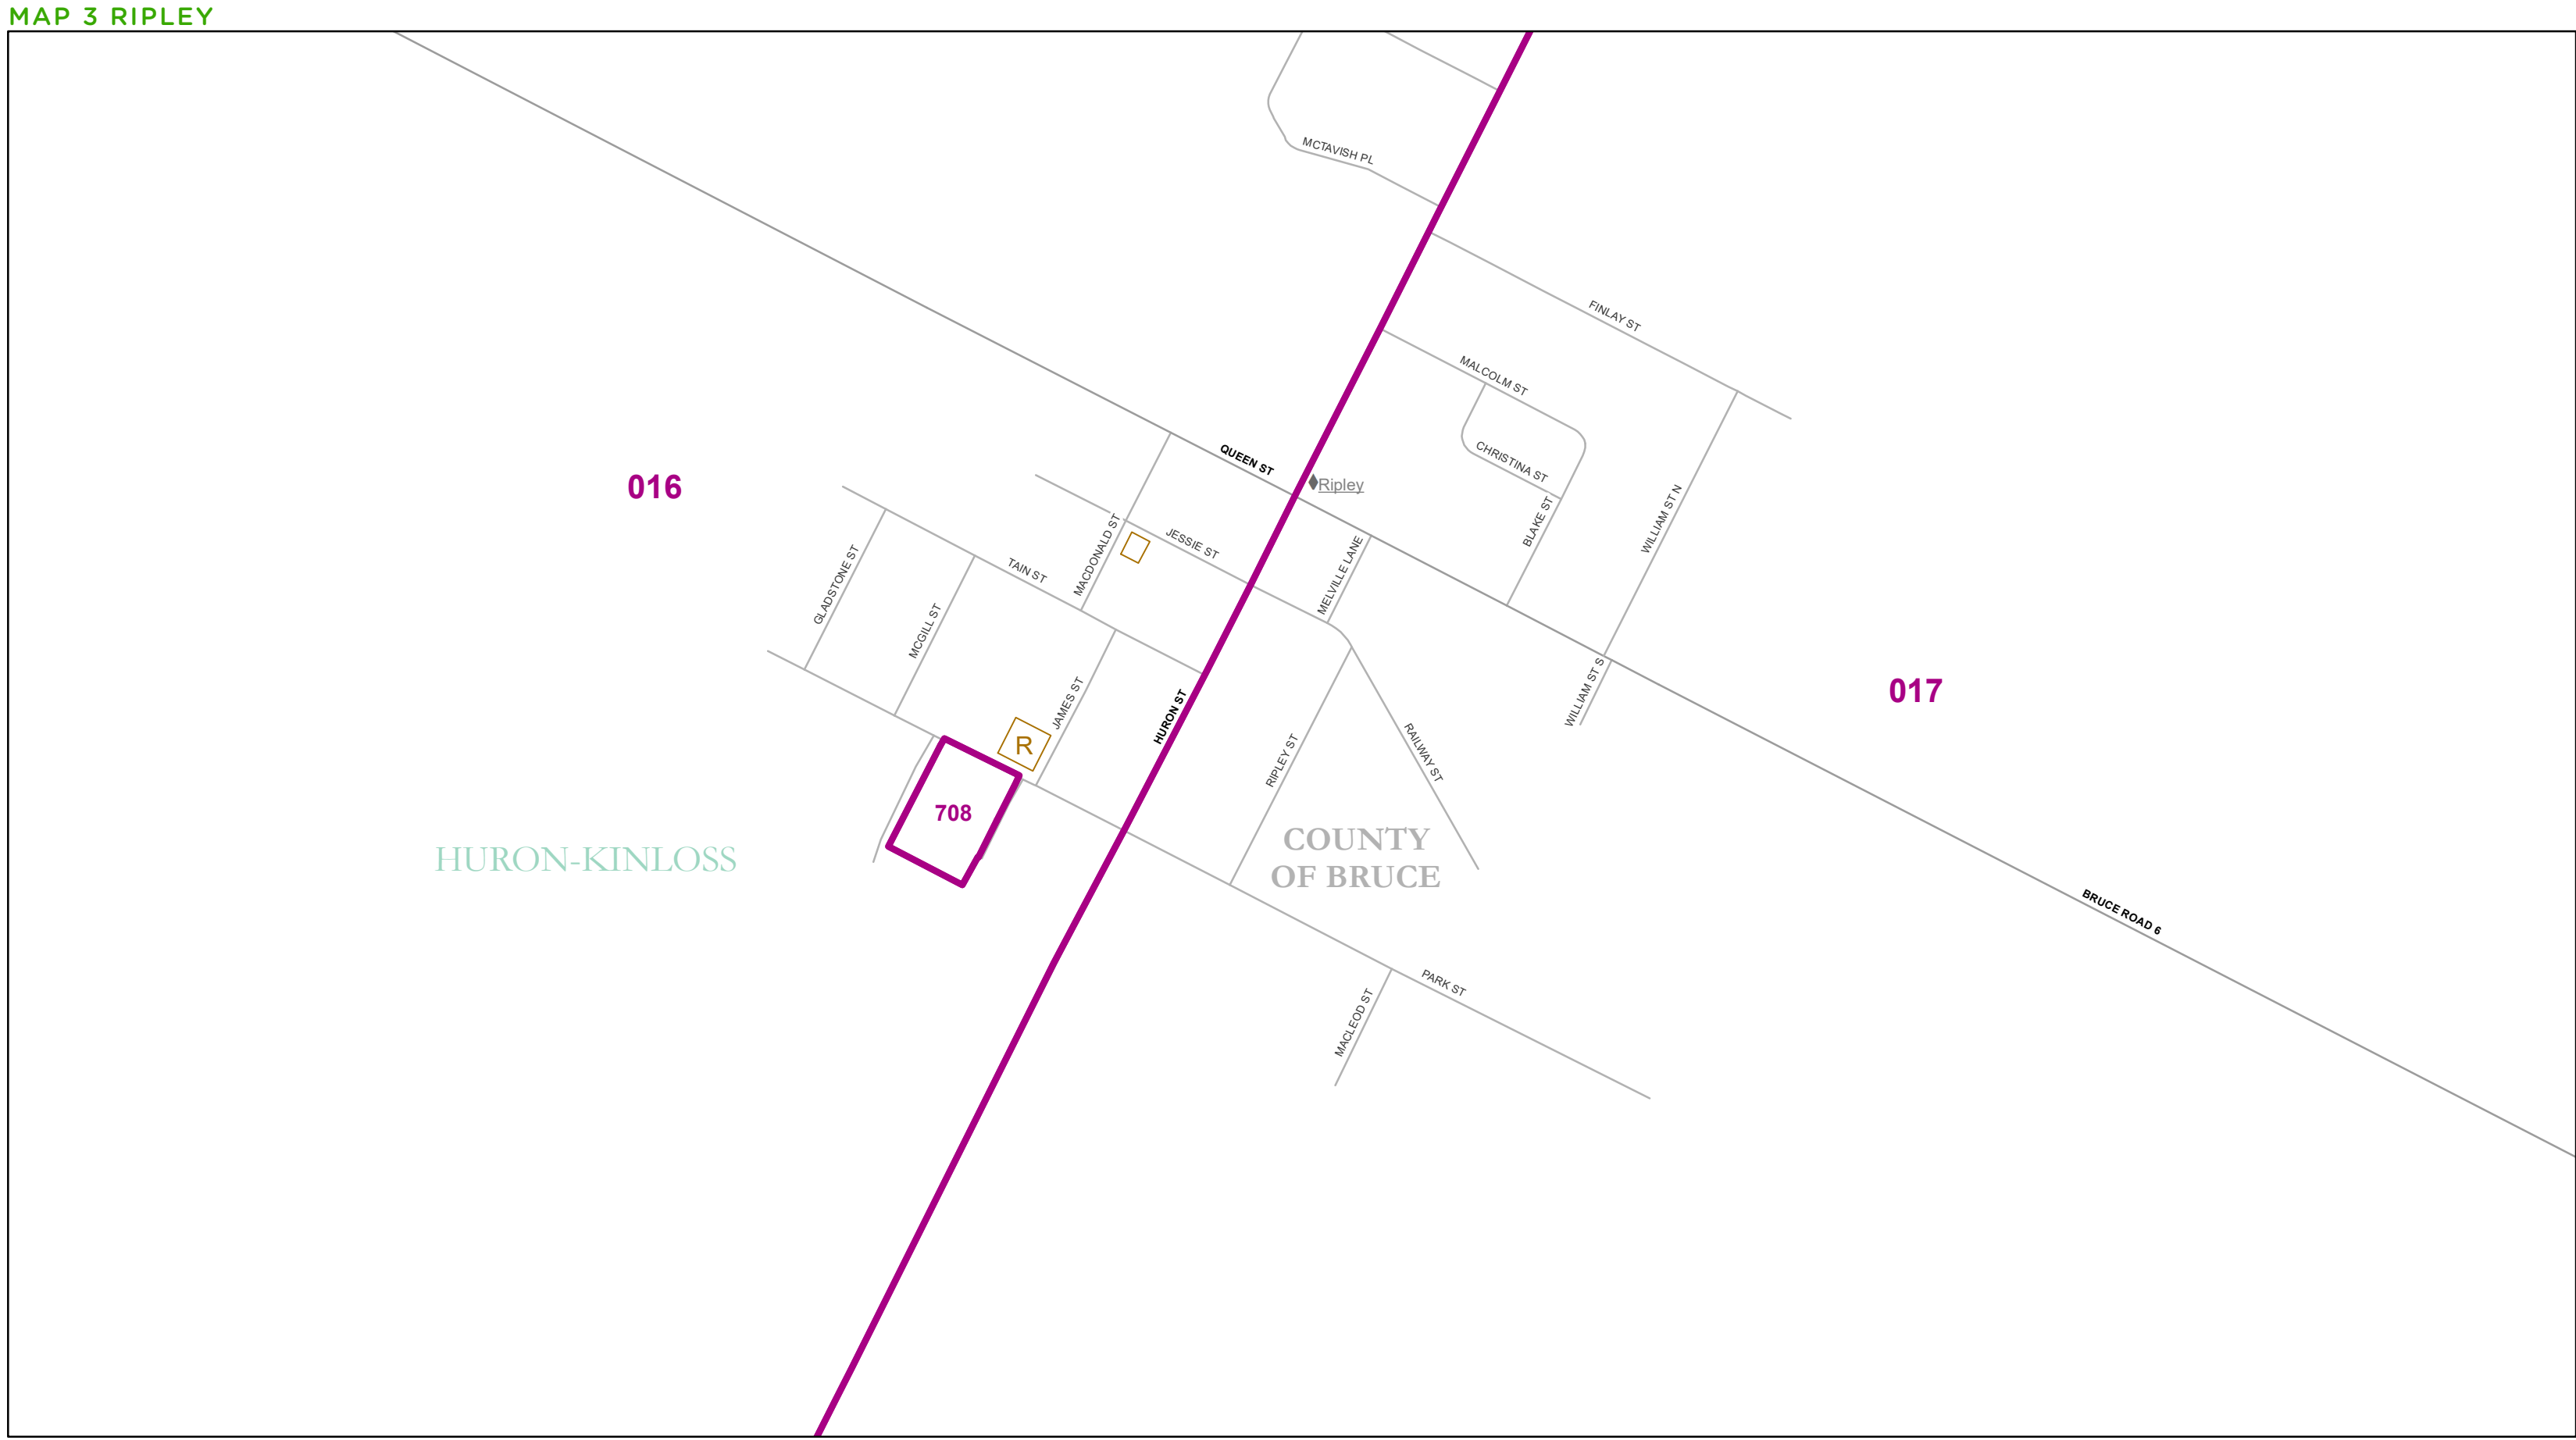 MAP 3 RIPLEY
MCTAVISH PL
FINLAY ST
MALCOLM ST
CHRISTINA ST
QUEEN ST
Ripley
016
BLAKE ST
WILLIAM ST N
MACDONALD ST
JESSIE ST
MELVILLE LANE
GLADSTONE ST
TAIN ST
MCGILL ST
WILLIAM ST S
017
JAMES ST
HURON ST
R
RIPLEY ST
RAILWAY ST
708
HURON-KINLOSS
COUNTY
OF BRUCE
BRUCE ROAD 6
PARK ST
MACLEOD ST